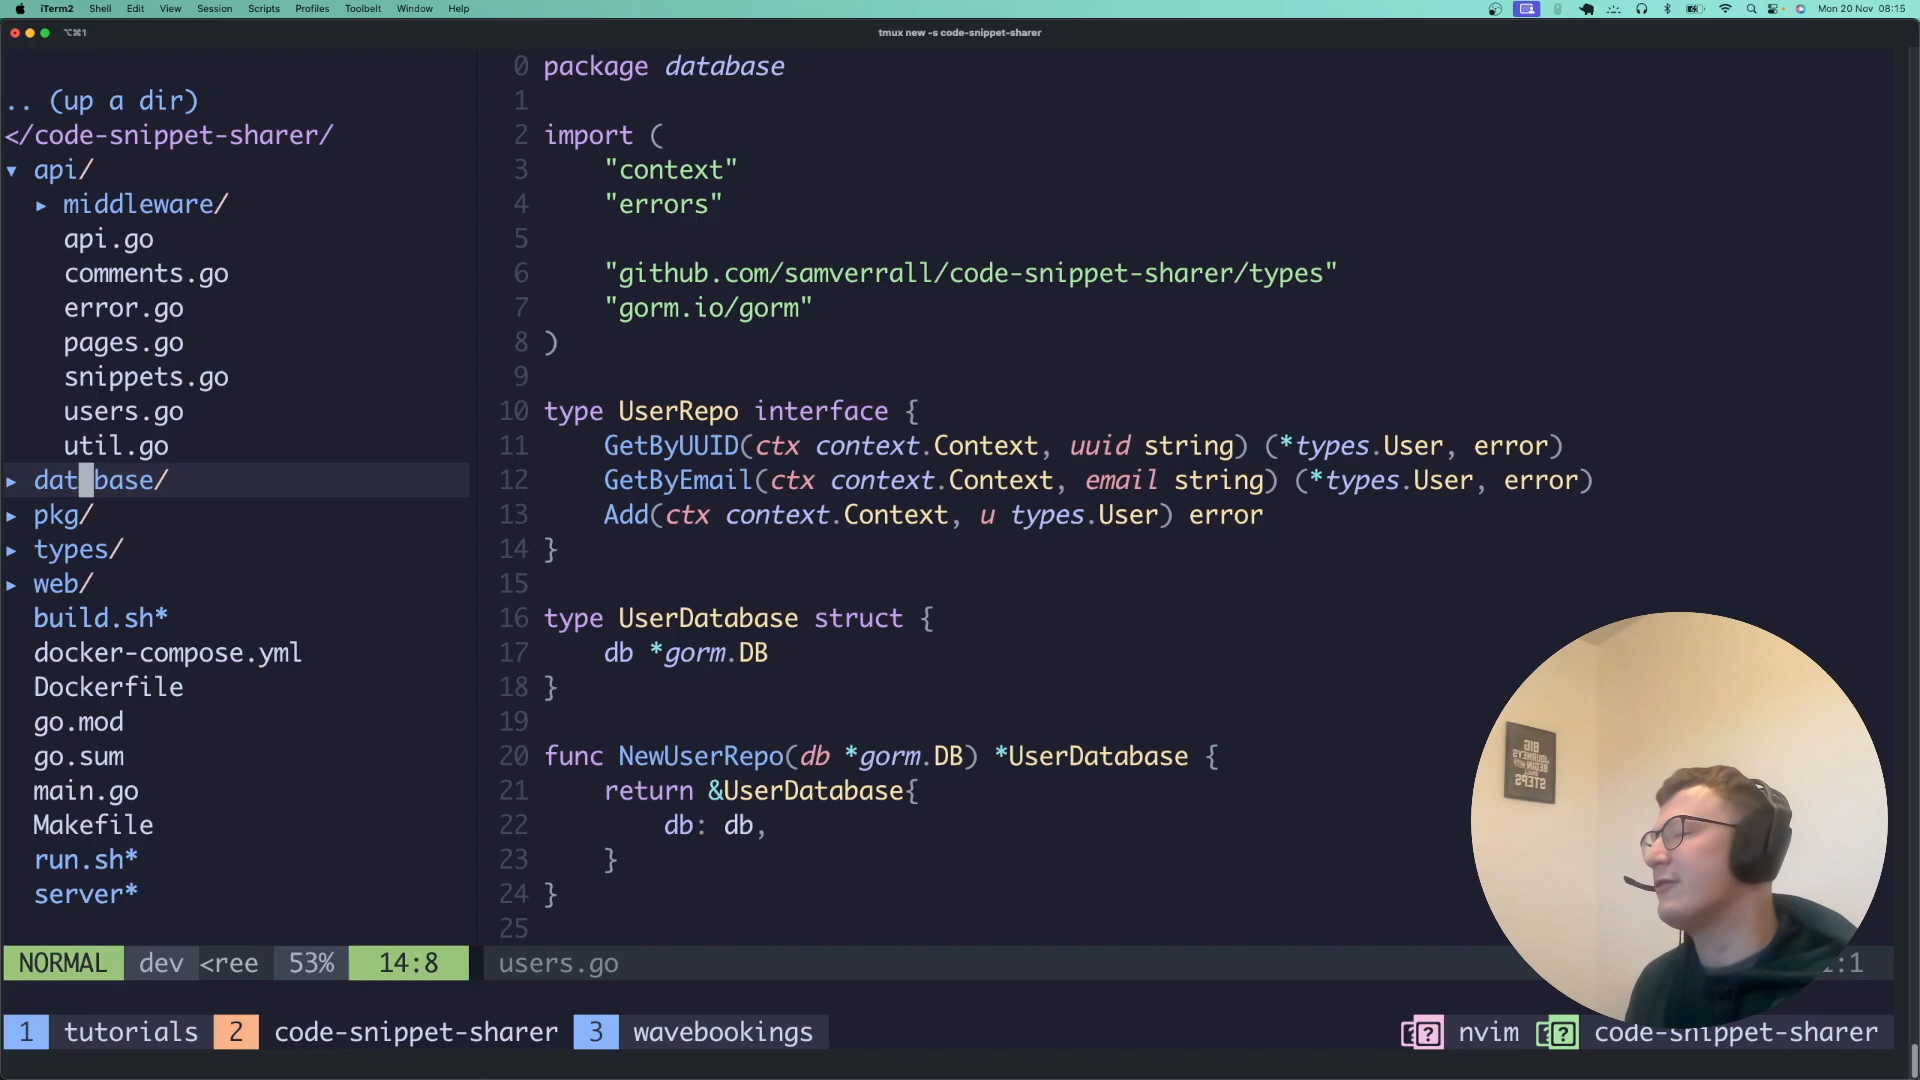 iTerm2 Shell Edit View Session Scripts Profiles Toolbelt Window Help Mon 20 Nov 08:15
⌥⌘1 tmux new -s code-snippet-sharer
.. (up a dir)
</code-snippet-sharer/
▾ api/
▸ middleware/
api.go
comments.go
error.go
pages.go
snippets.go
users.go
util.go
▸ database/
▸ pkg/
▸ types/
▸ web/
build.sh*
docker-compose.yml
Dockerfile
go.mod
go.sum
main.go
Makefile
run.sh*
server*
NORMAL dev <ree 53% 14:8
0 package database
1
2 import (
3 "context"
4 "errors"
5
6 "github.com/samverrall/code-snippet-sharer/types"
7 "gorm.io/gorm"
8 )
9
10 type UserRepo interface {
11 GetByUUID(ctx context.Context, uuid string) (*types.User, error)
12 GetByEmail(ctx context.Context, email string) (*types.User, error)
13 Add(ctx context.Context, u types.User) error
14 }
15
16 type UserDatabase struct {
17 db *gorm.DB
18 }
19
20 func NewUserRepo(db *gorm.DB) *UserDatabase {
21 return &UserDatabase{
22 db: db,
23 }
24 }
25
users.go :1
BIG
JOURNEYS
BEGIN WITH
SMALL
STEPS
1 tutorials 2 code-snippet-sharer 3 wavebookings ? nvim ? code-snippet-sharer